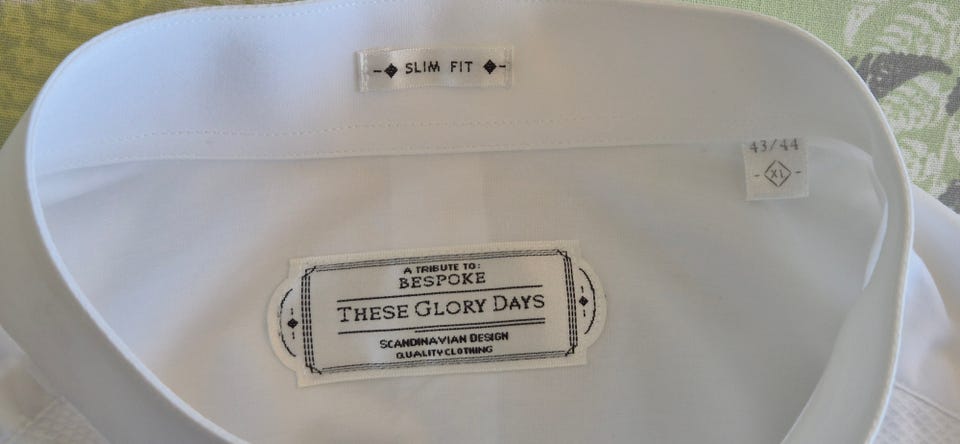 SLIM FIT
43/44
XL
A TRIBUTE TO:
BESPOKE
THESE GLORY DAYS
SCANDINAVIAN DESIGN
QUALITY CLOTHING